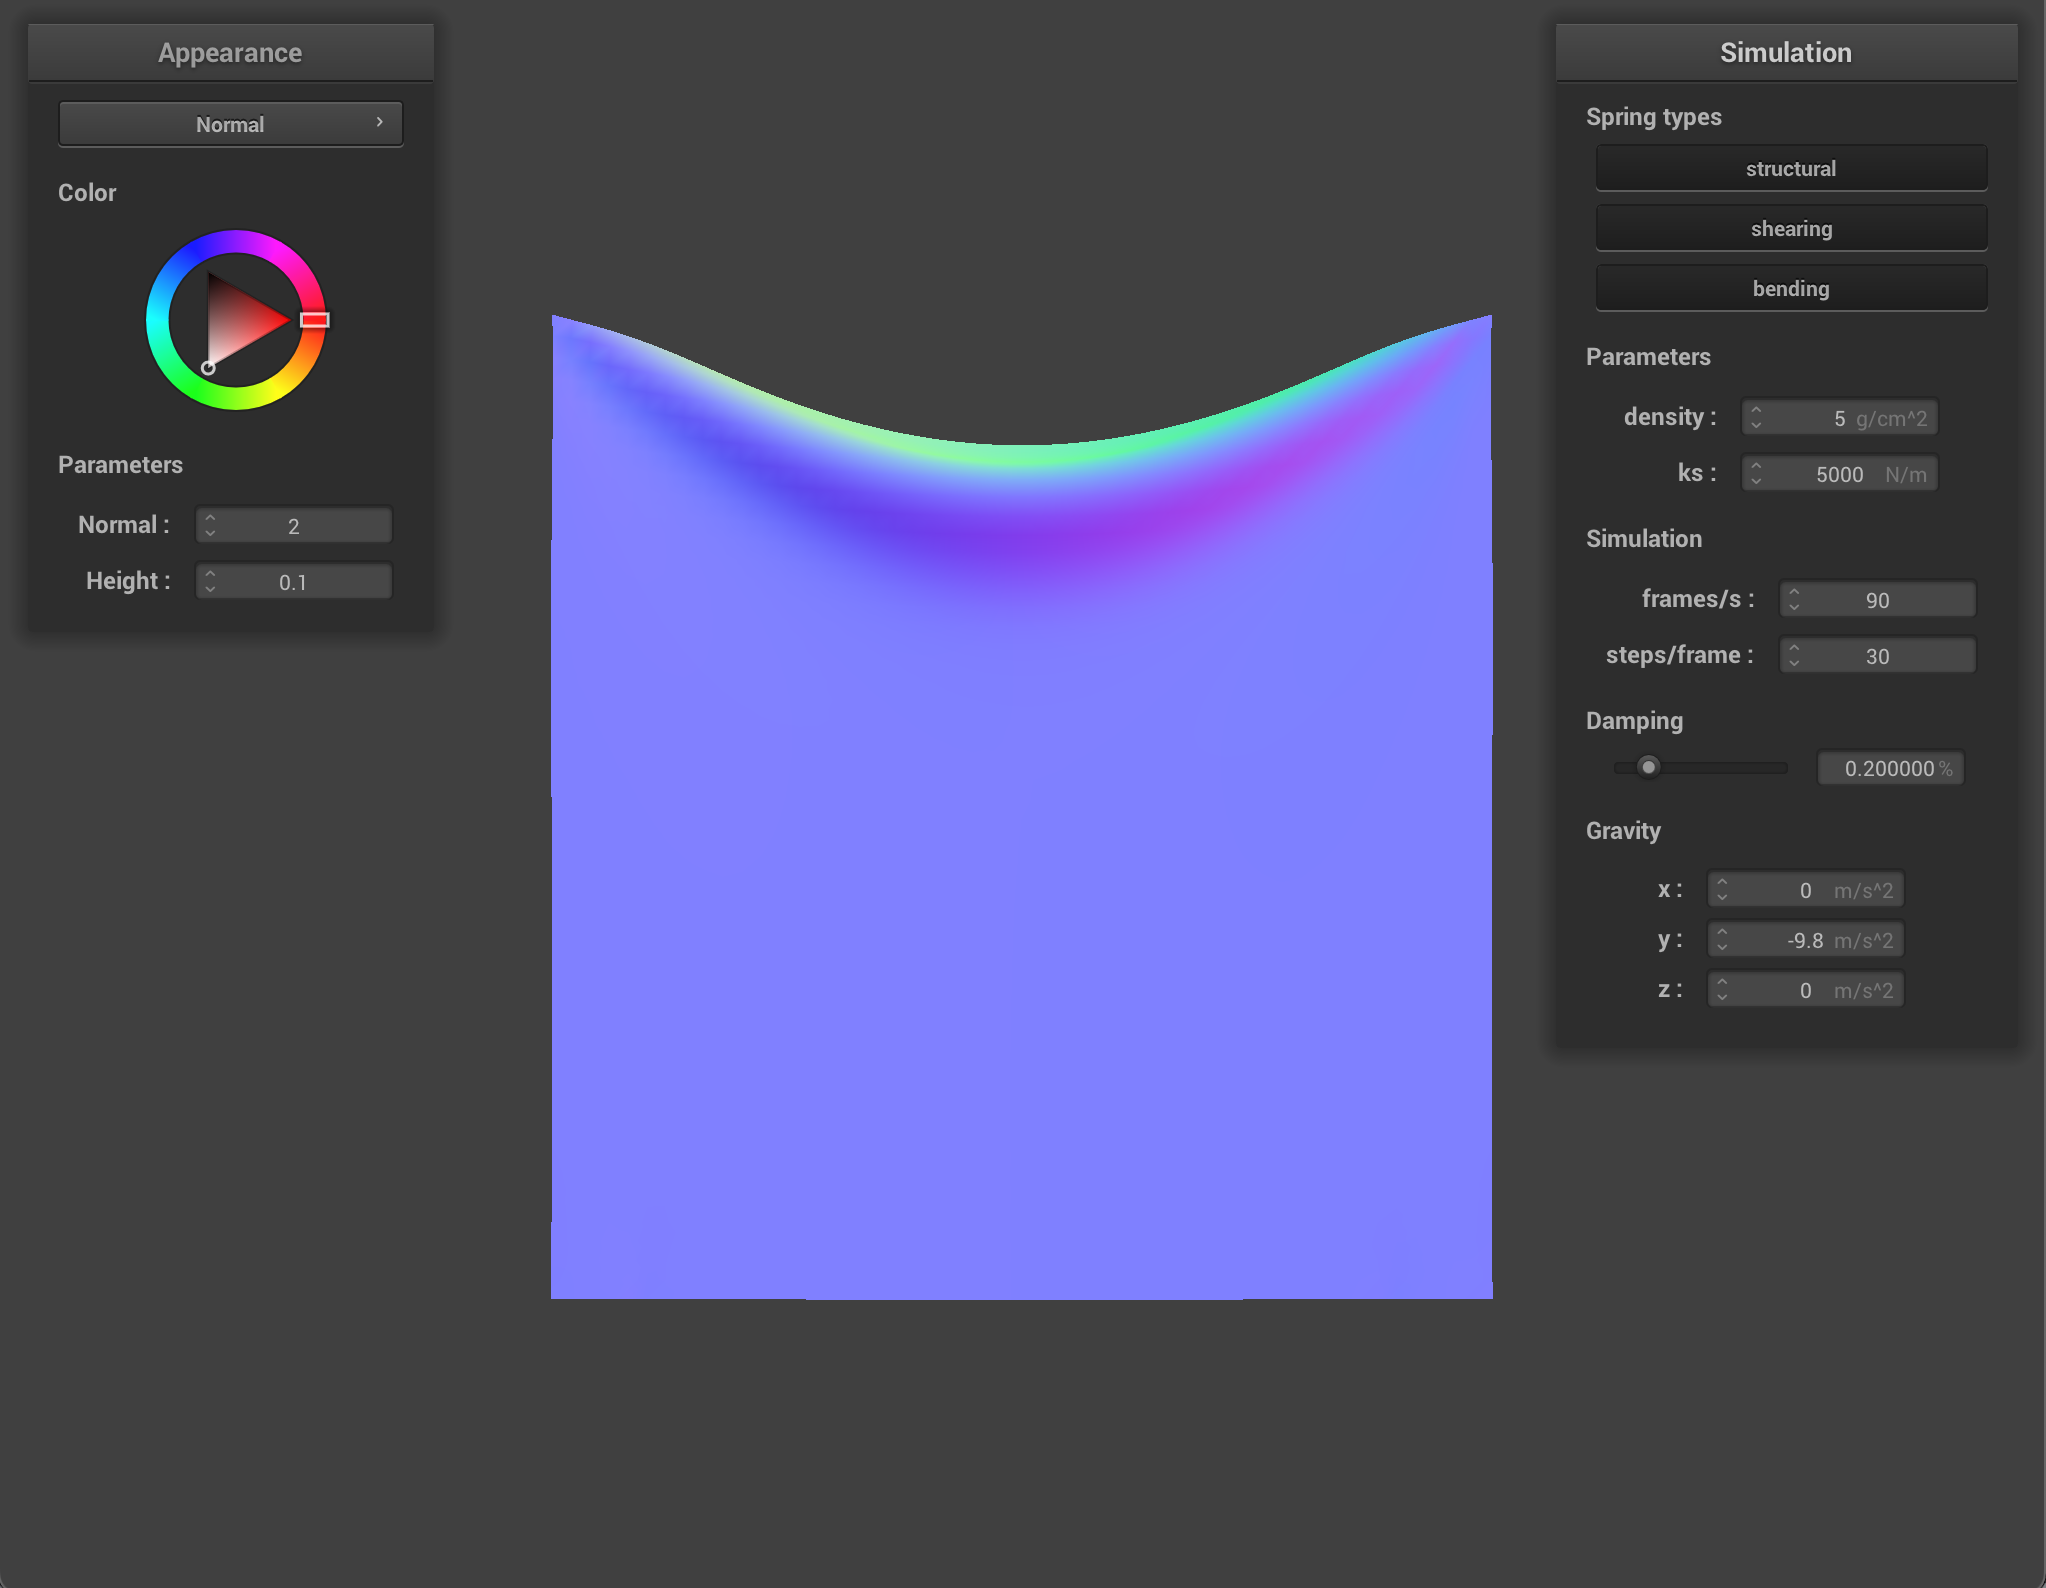 Appearance
Normal
Color
Parameters
Normal : 2
Height : 0.1
Simulation
Spring types
structural
shearing
bending
Parameters
density : 5 g/cm^2
ks : 5000 N/m
Simulation
frames/s : 90
steps/frame : 30
Damping
0.200000 %
Gravity
x : 0 m/s^2
y : -9.8 m/s^2
z : 0 m/s^2